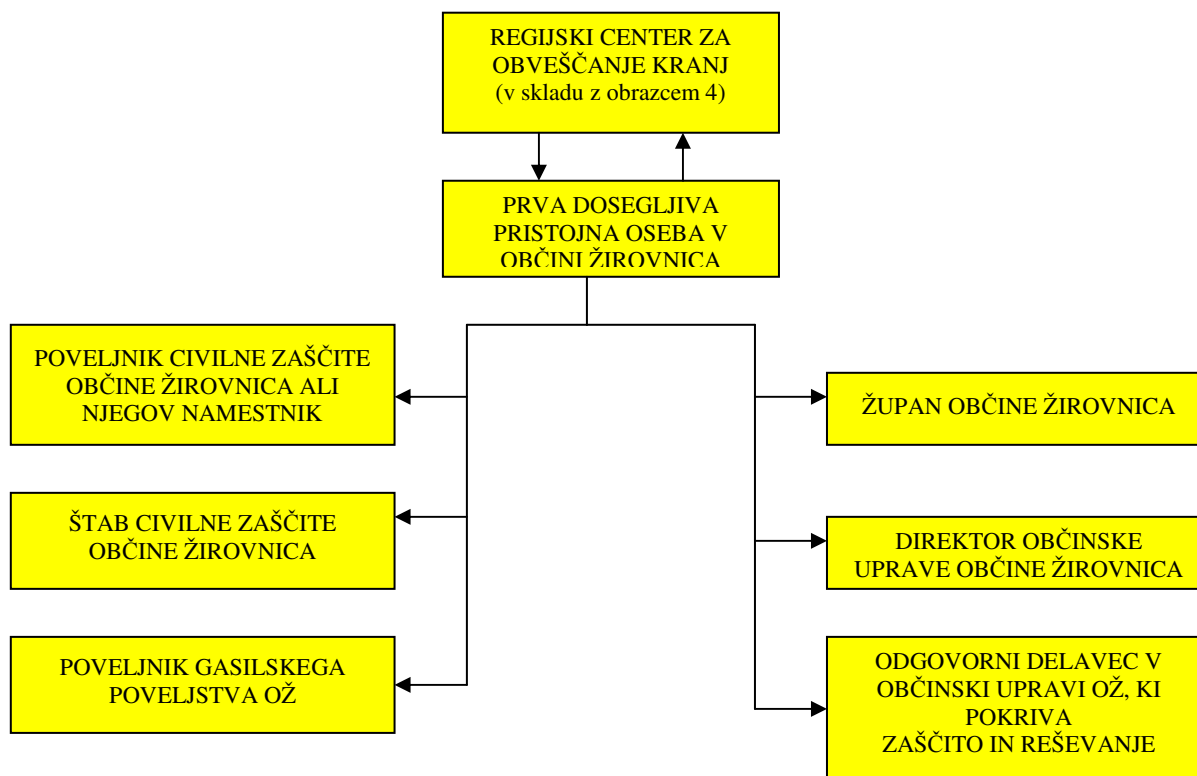 REGIJSKI CENTER ZA
OBVEŠČANJE KRANJ
(v skladu z obrazcem 4)
PRVA DOSEGLJIVA
PRISTOJNA OSEBA V
OBČINI ŽIROVNICA
POVELJNIK CIVILNE ZAŠČITE
OBČINE ŽIROVNICA ALI
NJEGOV NAMESTNIK
ŠTAB CIVILNE ZAŠČITE
OBČINE ŽIROVNICA
POVELJNIK GASILSKEGA
POVELJSTVA OŽ
ŽUPAN OBČINE ŽIROVNICA
DIREKTOR OBČINSKE
UPRAVE OBČINE ŽIROVNICA
ODGOVORNI DELAVEC V
OBČINSKI UPRAVI OŽ, KI
POKRIVA
ZAŠČITO IN REŠEVANJE